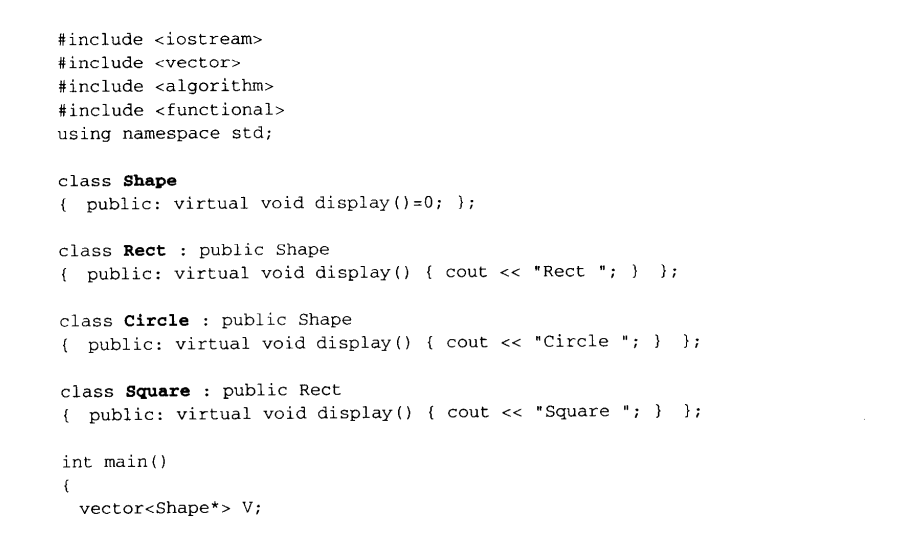 #include <iostream>
#include <vector>
#include <algorithm>
#include <functional>
using namespace std;
class Shape
{ public: virtual void display()=0; };
class Rect : public Shape
{ public: virtual void display() { cout << "Rect "; } };
class Circle : public Shape
{ public: virtual void display() { cout << "Circle "; } };
class Square : public Rect
{ public: virtual void display() { cout << "Square "; } };
int main()
{
vector<Shape*> V;